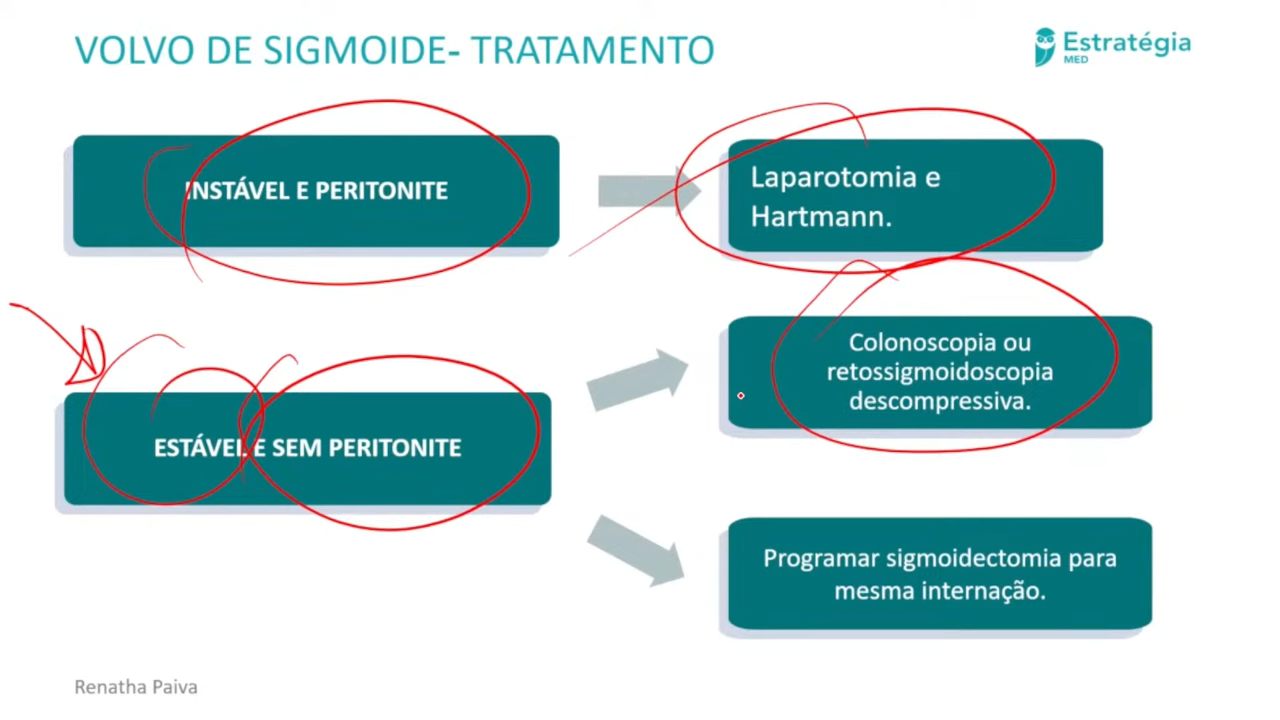 VOLVO DE SIGMOIDE- TRATAMENTO
Estratégia
MED
INSTÁVEL E PERITONITE
Laparotomia e
Hartmann.
Colonoscopia ou
retossigmoidoscopia
descompressiva.
ESTÁVEL E SEM PERITONITE
Programar sigmoidectomia para
mesma internação.
Renatha Paiva